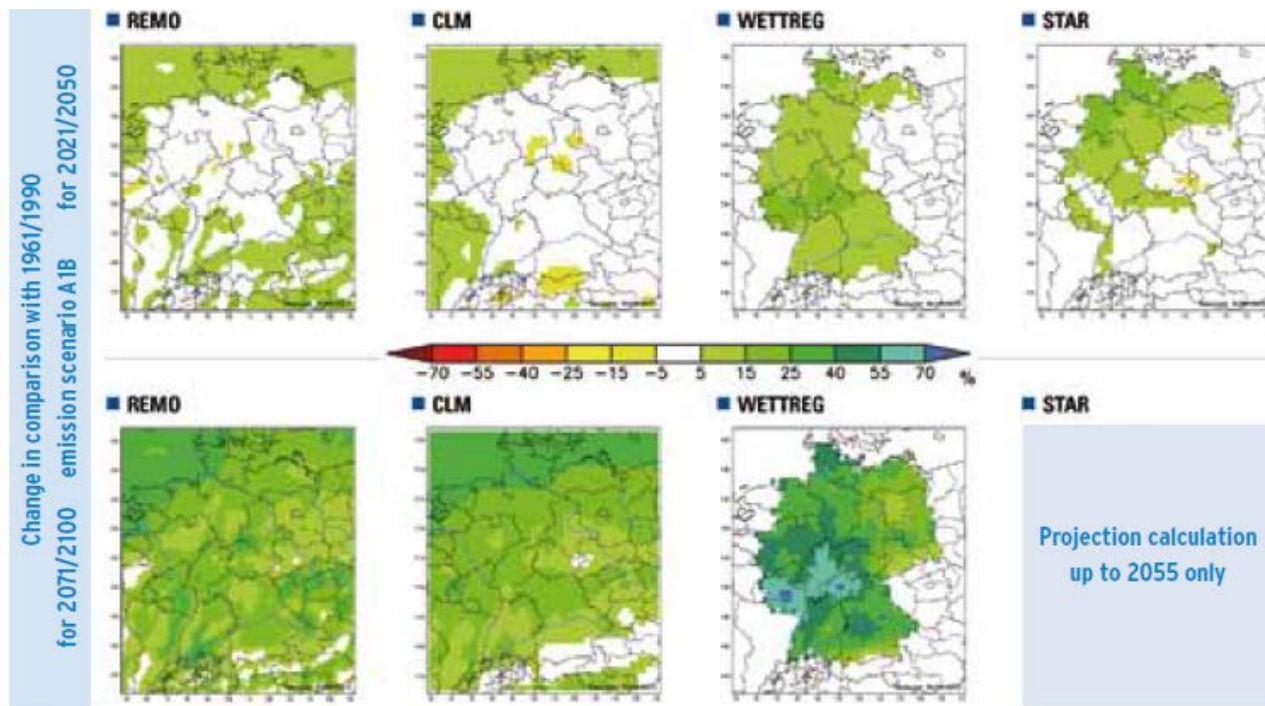 Change in comparison with 1961/1990
for 2071/2100 emission scenario A1B for 2021/2050
REMO
CLM
WETTREG
STAR
-70 -55 -40 -25 -15 -5 5 15 25 40 55 70 %
REMO
CLM
WETTREG
STAR
Projection calculation
up to 2055 only